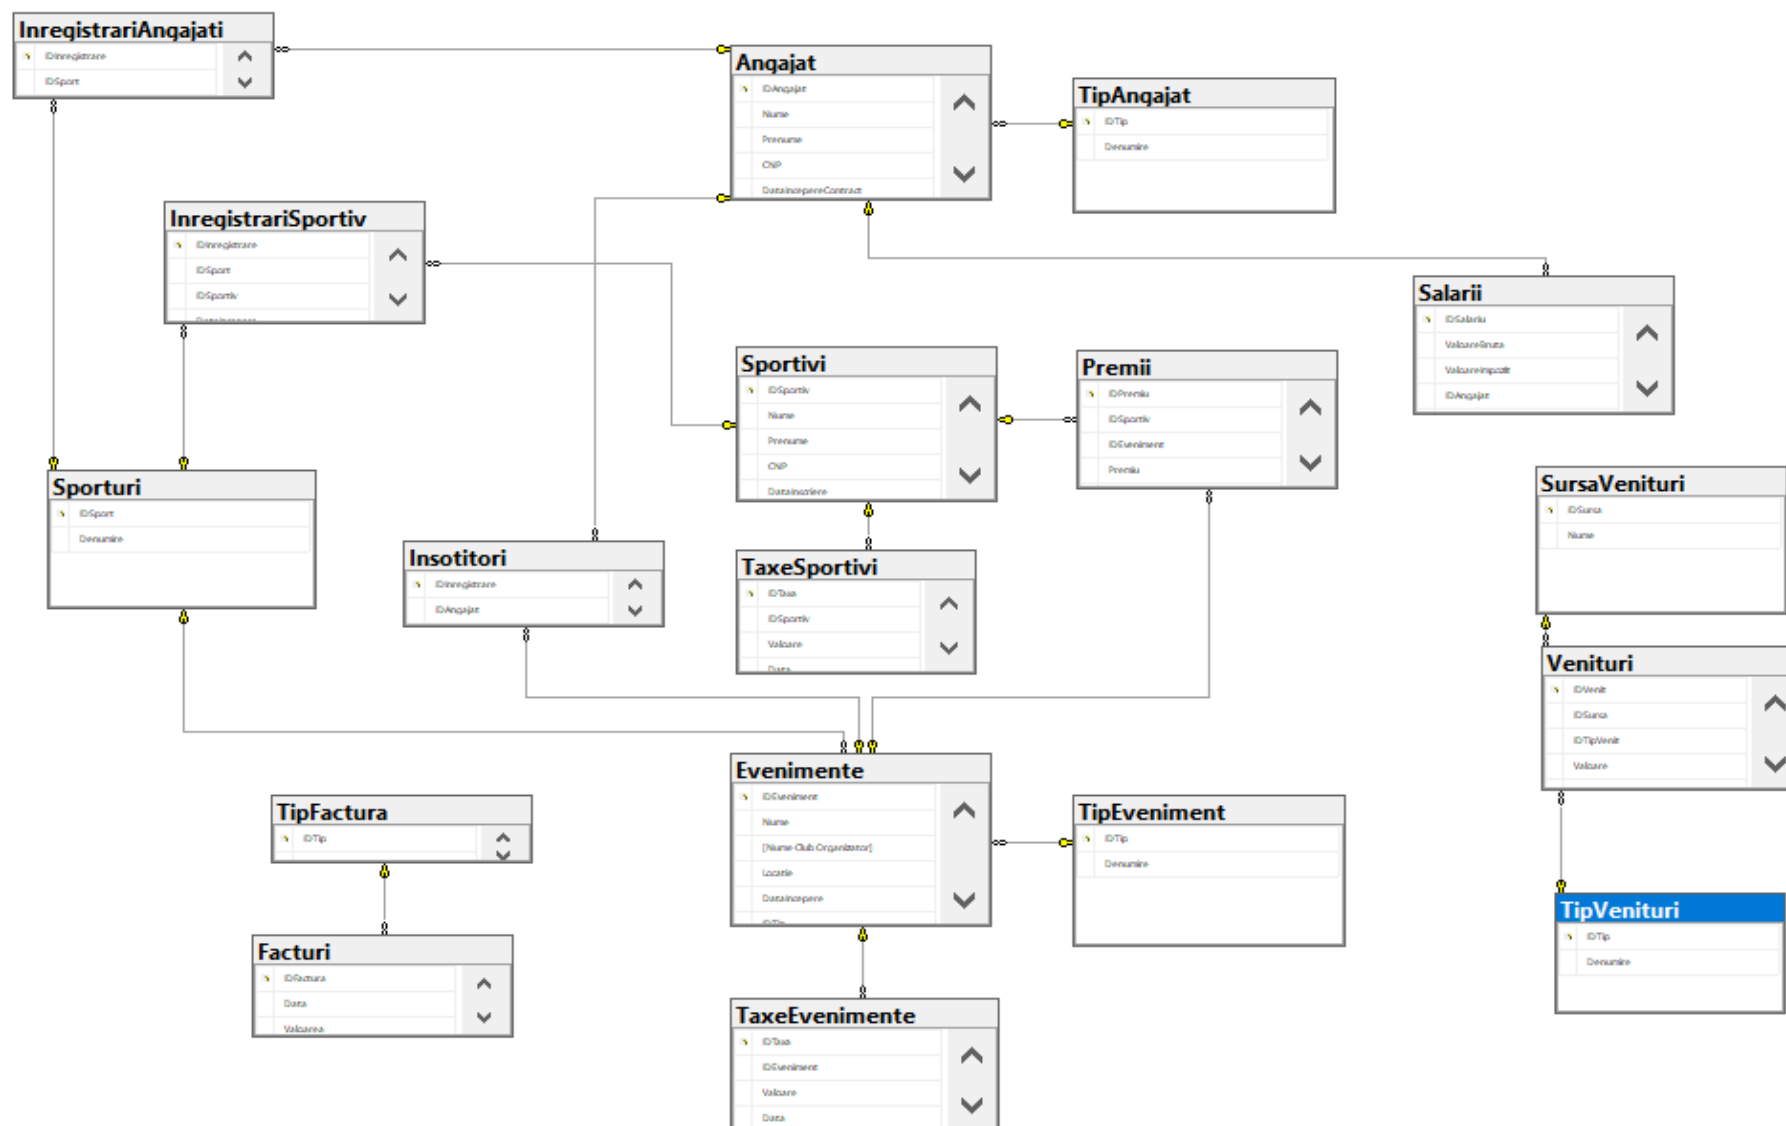 InregistrariAngajati
IDInregistrare
IDSport
Angajat
IDAngajat
Nume
Prenume
CNP
DataIncepereContract
TipAngajat
IDTip
Denumire
InregistrariSportiv
IDInregistrare
IDSport
IDSportiv
DataIncepere
Salarii
IDSalariu
ValoareBruta
ValoareImpozit
IDAngajat
Sportivi
IDSportiv
Nume
Prenume
CNP
DataInscriere
Premii
IDPremiu
IDSportiv
IDEveniment
Premiu
Sporturi
IDSport
Denumire
SursaVenituri
IDSursa
Nume
Insotitori
IDInregistrare
IDAngajat
TaxeSportivi
IDTaxa
IDSportiv
Valoare
Data
Venituri
IDVenit
IDSursa
IDTipVenit
Valoare
Evenimente
IDEveniment
Nume
[Nume Club Organizator]
Locatie
DataIncepere
IDTip
TipFactura
IDTip
TipEveniment
IDTip
Denumire
TipVenituri
IDTip
Denumire
Facturi
IDFactura
Data
Valoarea
TaxeEvenimente
IDTaxa
IDEveniment
Valoare
Data